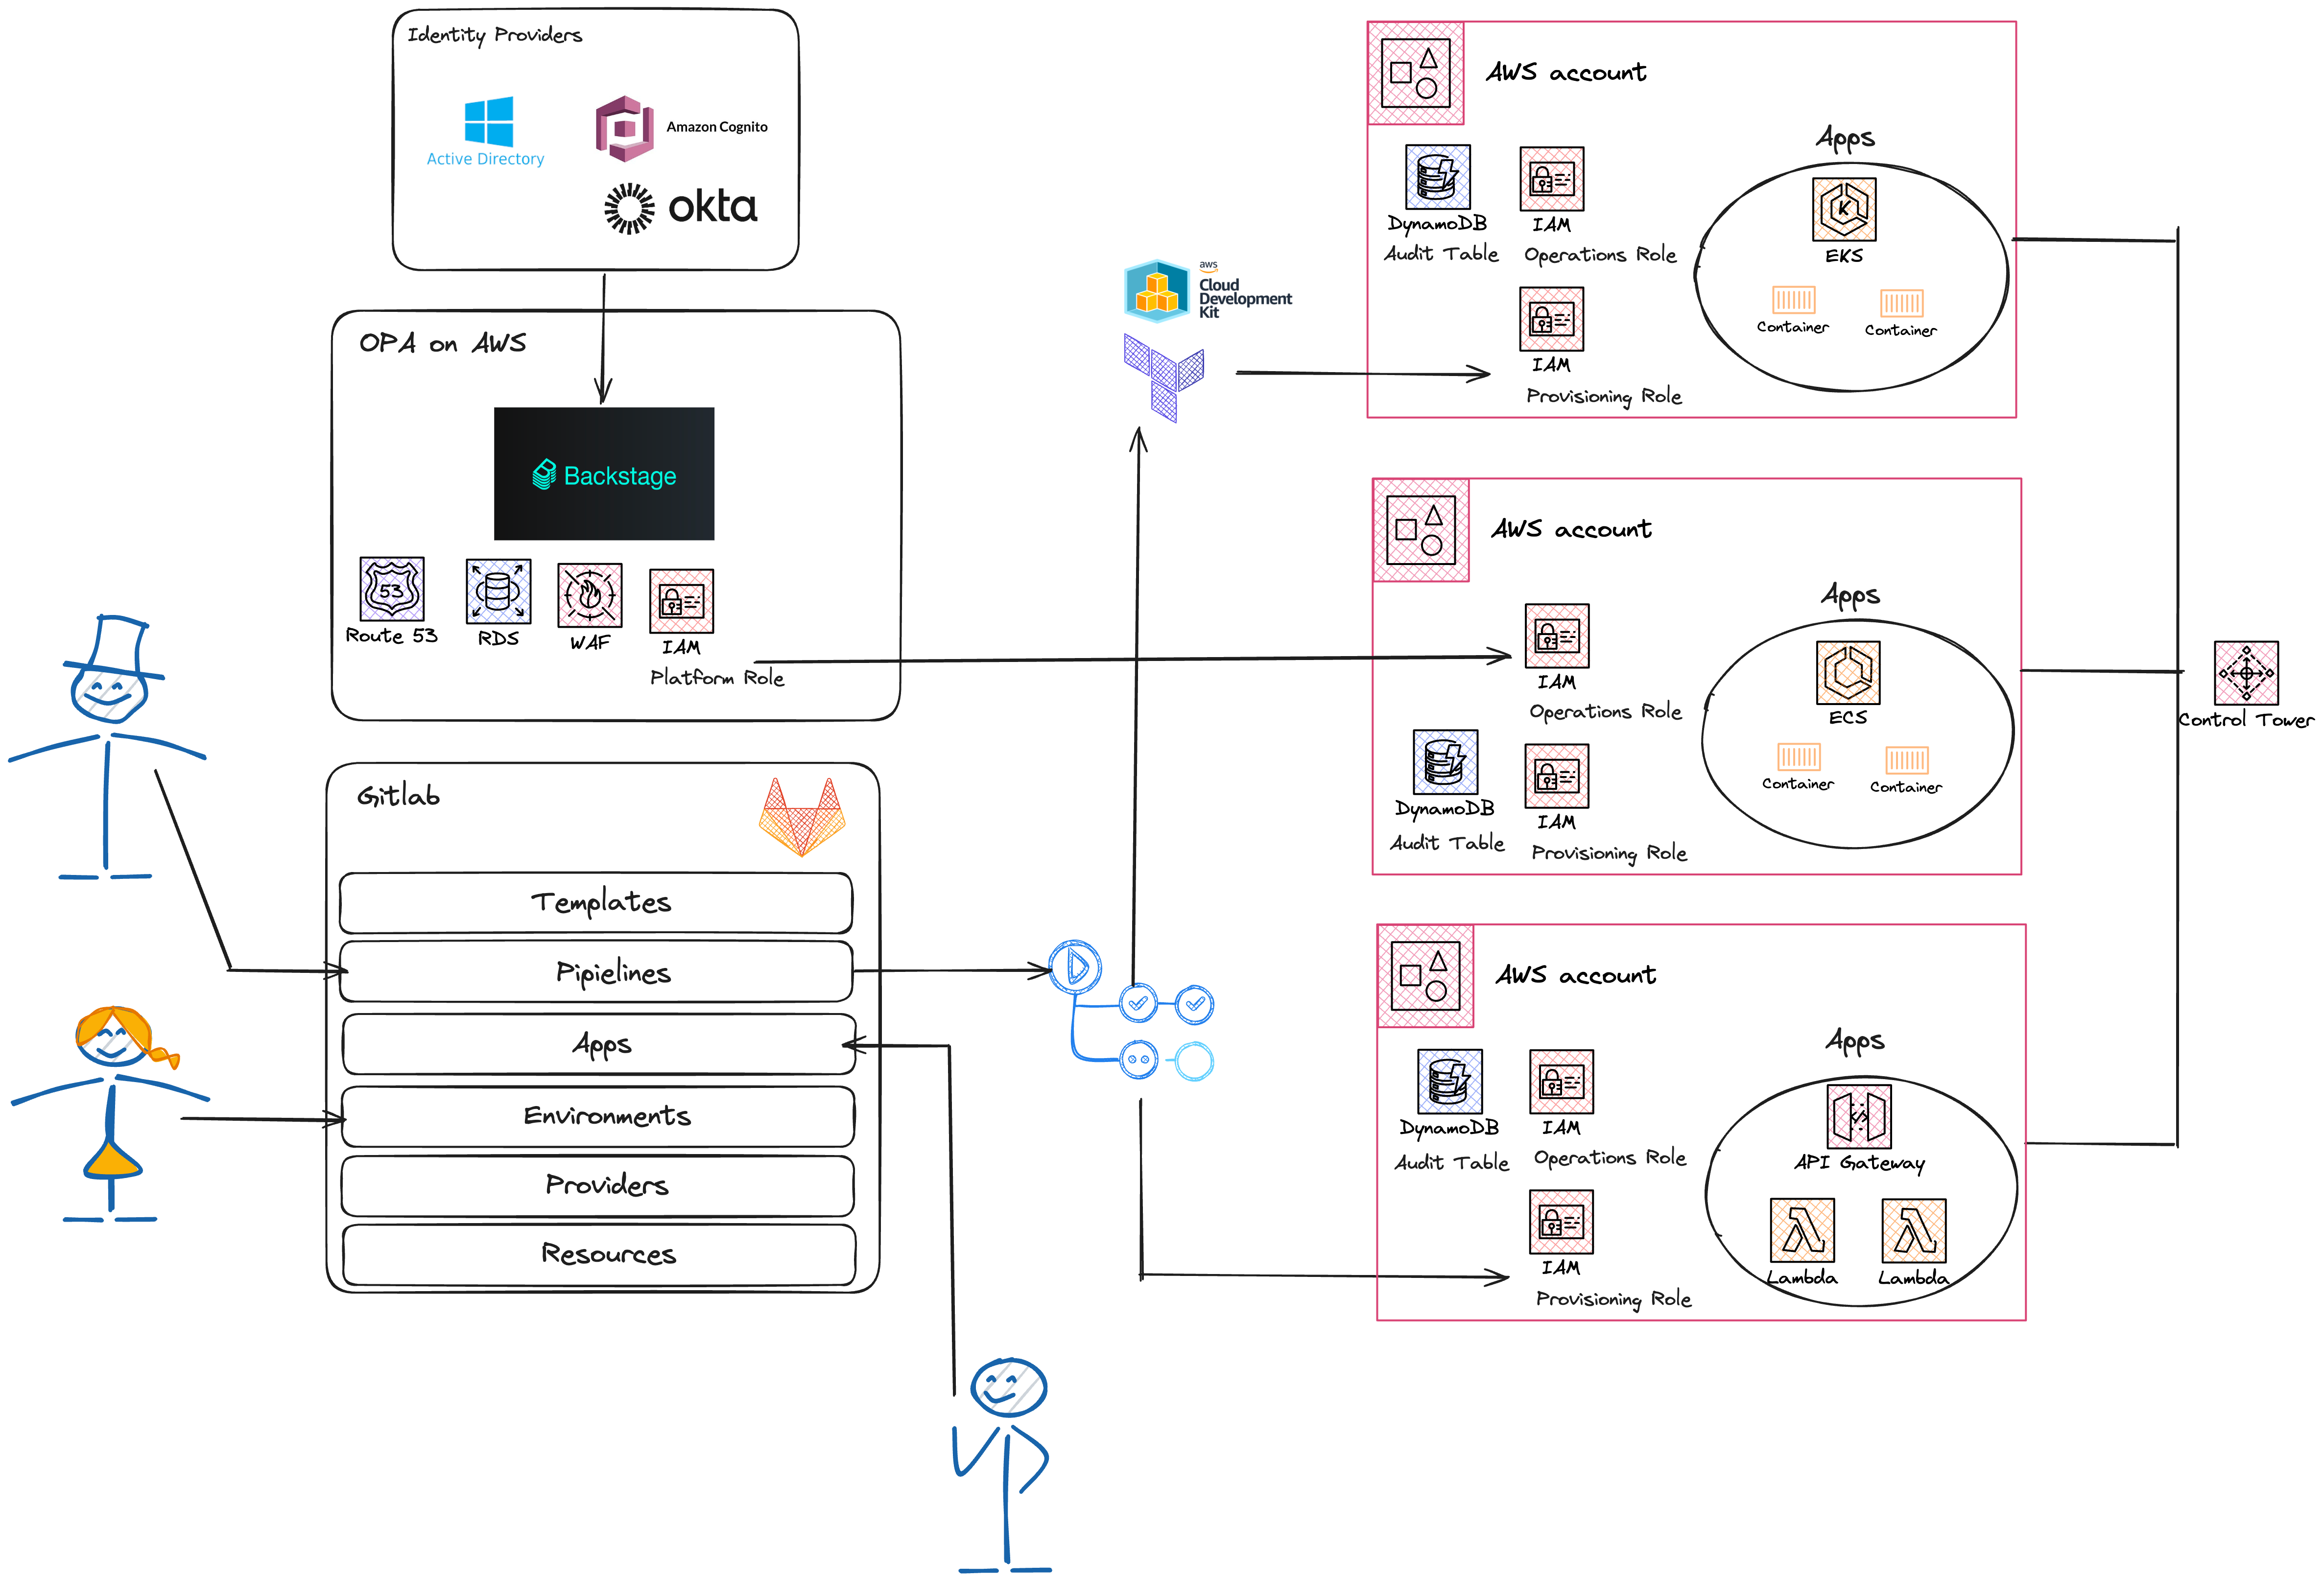 Identity Providers
Active Directory
Amazon Cognito
okta
OPA on AWS
Backstage
53
Route 53
RDS
WAF
IAM
Platform Role
Gitlab
Templates
Pipielines
Apps
Environments
Providers
Resources
aws
Cloud
Development
Kit
AWS account
DynamoDB
Audit Table
IAM
Operations Role
IAM
Provisioning Role
Apps
K
EKS
Container
Container
AWS account
IAM
Operations Role
DynamoDB
Audit Table
IAM
Provisioning Role
Apps
ECS
Container
Container
AWS account
DynamoDB
Audit Table
IAM
Operations Role
IAM
Provisioning Role
Apps
</>
API Gateway
Lambda
Lambda
Control Tower